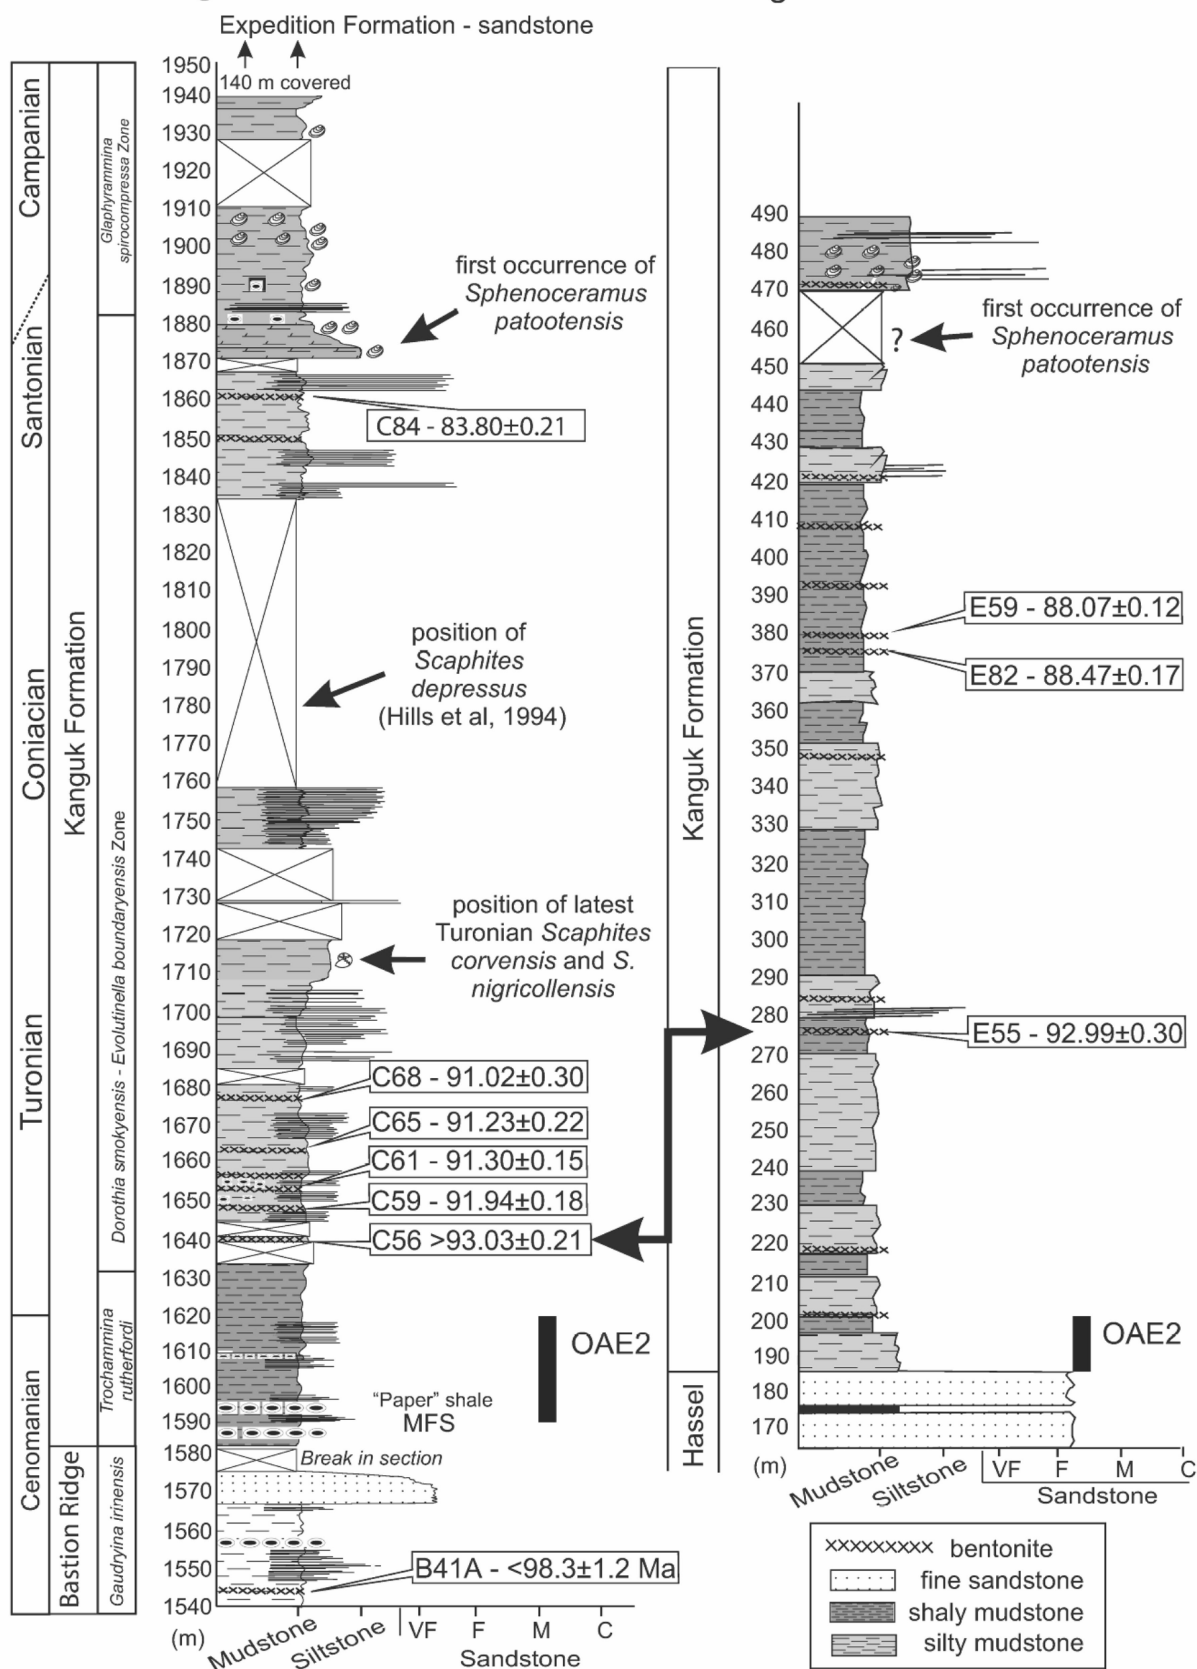 Expedition Formation - sandstone
140 m covered
1950
1940
1930
1920
1910
1900
1890
1880
1870
1860
1850
1840
1830
1820
1810
1800
1790
1780
1770
1760
1750
1740
1730
1720
1710
1700
1690
1680
1670
1660
1650
1640
1630
1620
1610
1600
1590
1580
1570
1560
1550
1540
(m)
Campanian
Santonian
Coniacian
Turonian
Cenomanian
Kanguk Formation
Bastion Ridge
Glaphyrammina
spirocompressa Zone
Dorothia smokyensis - Evolutinella boundaryensis Zone
Trochammina
rutherfordi
Gaudryina irinensis
first occurrence of
Sphenoceramus
patootensis
C84 - 83.80±0.21
position of
Scaphites
depressus
(Hills et al, 1994)
position of latest
Turonian Scaphites
corvensis and S.
nigricollensis
C68 - 91.02±0.30
C65 - 91.23±0.22
C61 - 91.30±0.15
C59 - 91.94±0.18
C56 >93.03±0.21
OAE2
"Paper" shale
MFS
Break in section
B41A - <98.3±1.2 Ma
Mudstone
Siltstone
VF
F
M
C
Sandstone
Kanguk Formation
Hassel
490
480
470
460
450
440
430
420
410
400
390
380
370
360
350
340
330
320
310
300
290
280
270
260
250
240
230
220
210
200
190
180
170
(m)
?
first occurrence of
Sphenoceramus
patootensis
E59 - 88.07±0.12
E82 - 88.47±0.17
E55 - 92.99±0.30
OAE2
Mudstone
Siltstone
VF
F
M
C
Sandstone
bentonite
fine sandstone
shaly mudstone
silty mudstone